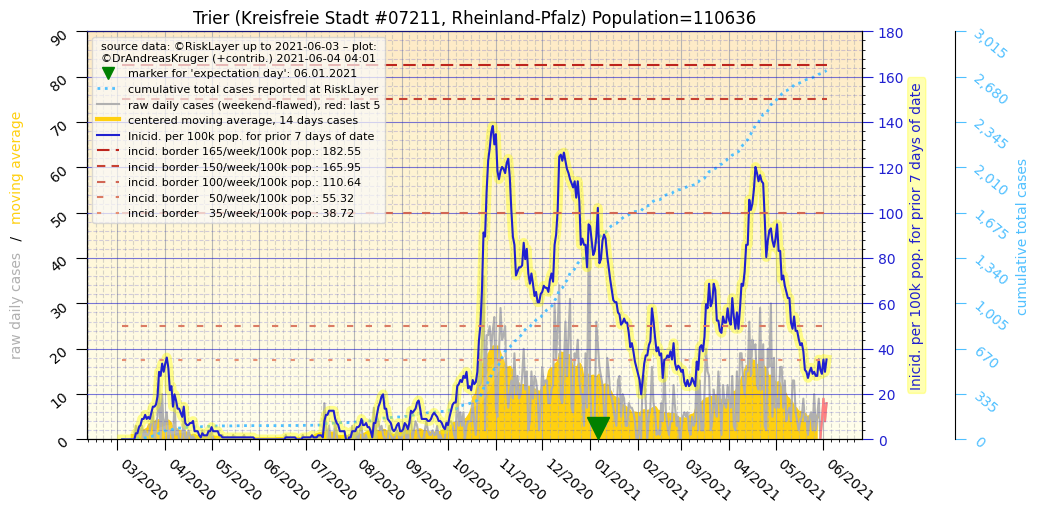 Trier (Kreisfreie Stadt #07211, Rheinland-Pfalz) Population=110636
source data: ©RiskLayer up to 2021-06-03 – plot:
©DrAndreasKruger (+contrib.) 2021-06-04 04:01
marker for 'expectation day': 06.01.2021
cumulative total cases reported at RiskLayer
raw daily cases (weekend-flawed), red: last 5
centered moving average, 14 days cases
Inicid. per 100k pop. for prior 7 days of date
incid. border 165/week/100k pop.: 182.55
incid. border 150/week/100k pop.: 165.95
incid. border 100/week/100k pop.: 110.64
incid. border   50/week/100k pop.: 55.32
incid. border   35/week/100k pop.: 38.72
raw daily cases  /  moving average
90
80
70
60
50
40
30
20
10
0
180
160
140
120
100
80
60
40
20
0
Inicid. per 100k pop. for prior 7 days of date
3,015
2,680
2,345
2,010
1,675
1,340
1,005
670
335
0
cumulative total cases
03/2020
04/2020
05/2020
06/2020
07/2020
08/2020
09/2020
10/2020
11/2020
12/2020
01/2021
02/2021
03/2021
04/2021
05/2021
06/2021